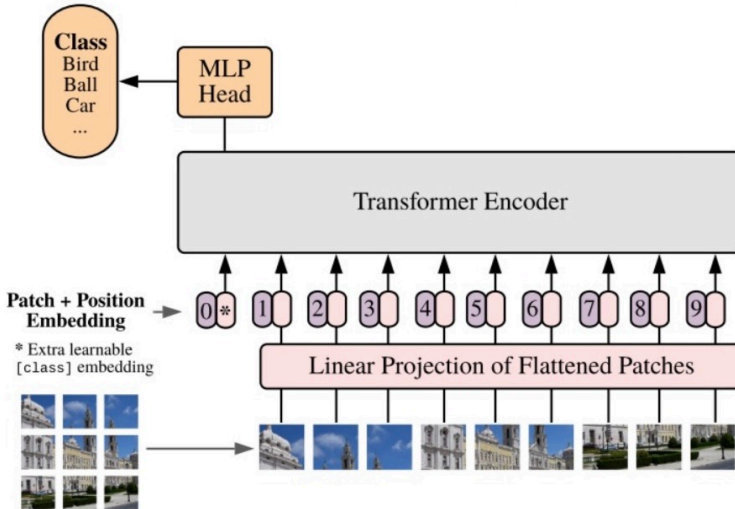 Class
Bird
Ball
Car
...
MLP
Head
Transformer Encoder
Patch + Position
Embedding
0 * 1 2 3 4 5 6 7 8 9
* Extra learnable
[class] embedding
Linear Projection of Flattened Patches